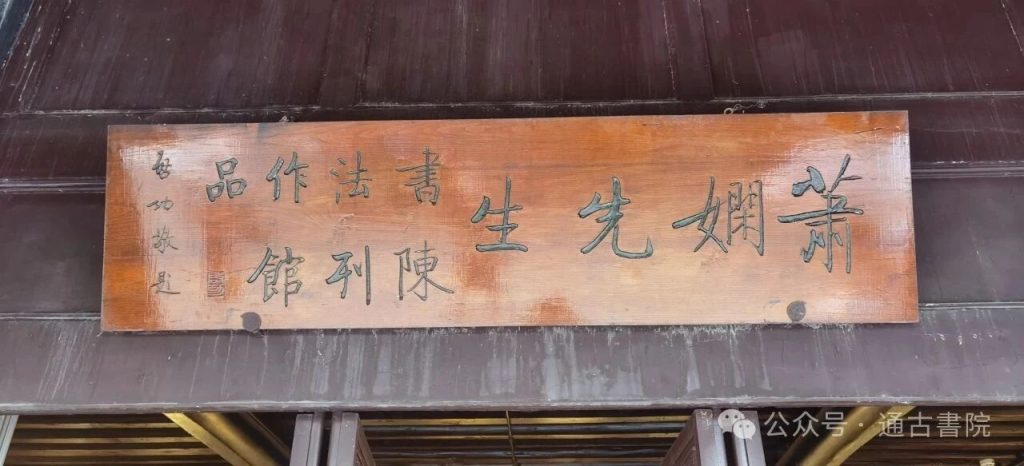 蕭嫻先生
書法作品
陳列館
啓功敬題
公众号·通古書院